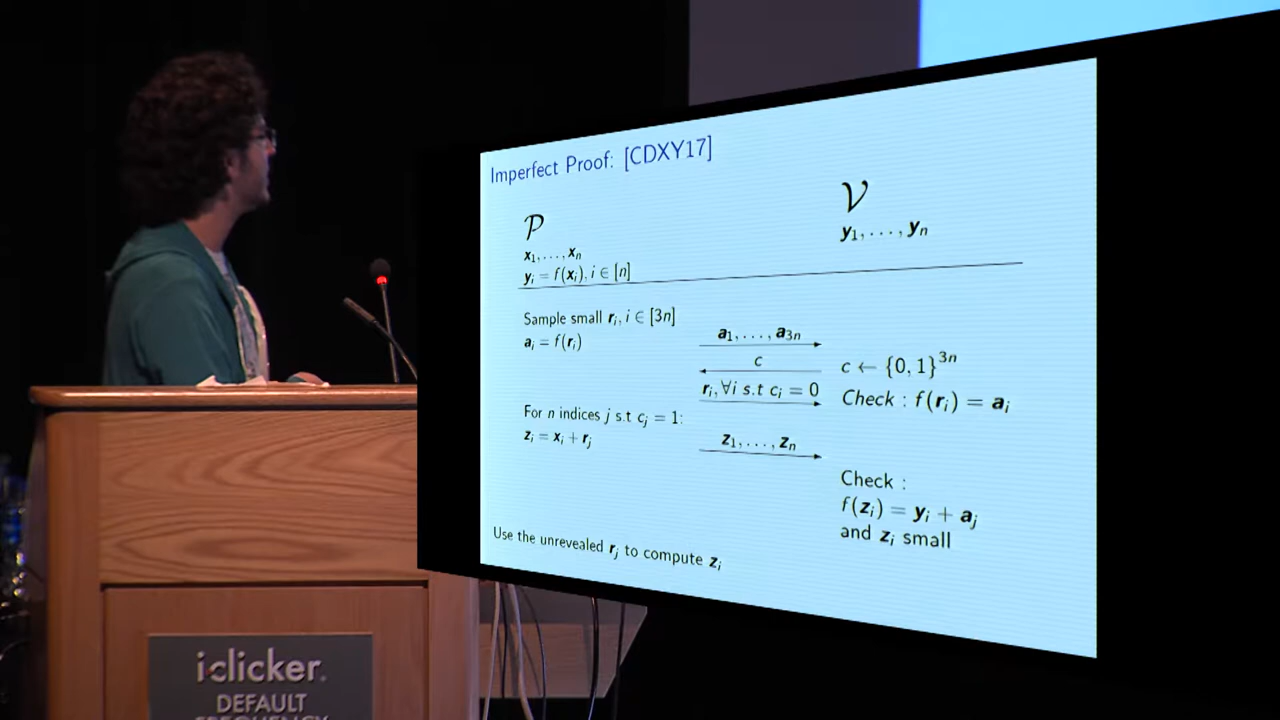 Imperfect Proof: [CDXY17]
𝒫
𝒱
x₁, . . . , xₙ
y₁, . . . , yₙ
yᵢ = f(xᵢ), i ∈ [n]
Sample small rᵢ, i ∈ [3n]
aᵢ = f(rᵢ)
a₁, . . . , a₃ₙ
c
c ← {0, 1}³ⁿ
rᵢ, ∀i s.t cᵢ = 0
Check : f(rᵢ) = aᵢ
For n indices j s.t cⱼ = 1:
zᵢ = xᵢ + rⱼ
z₁, . . . , zₙ
Check :
f(zᵢ) = yᵢ + aⱼ
and zᵢ small
Use the unrevealed rⱼ to compute zᵢ
iclicker.
DEFAULT
FREQUENCY